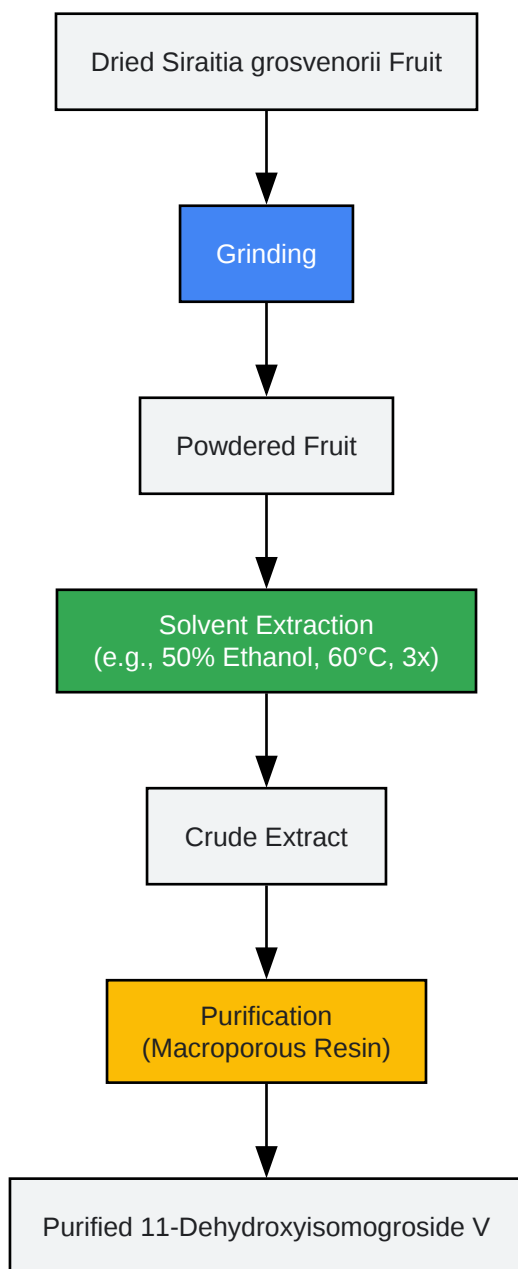 Dried Siraitia grosvenorii Fruit
Grinding
Powdered Fruit
Solvent Extraction
(e.g., 50% Ethanol, 60°C, 3x)
Crude Extract
Purification
(Macroporous Resin)
Purified 11-Dehydroxyisomogroside V